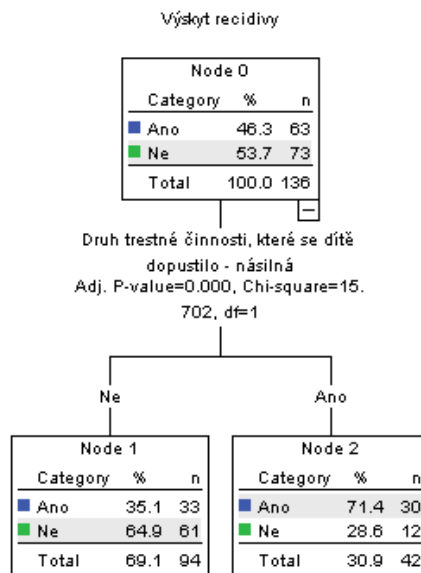 Výskyt recidivy
Node 0
Category % n
Ano 46.3 63
Ne 53.7 73
Total 100.0 136
Druh trestné činnosti, které se dítě
dopustilo - násilná
Adj. P-value=0.000, Chi-square=15.
702, df=1
Ne Ano
Node 1
Category % n
Ano 35.1 33
Ne 64.9 61
Total 69.1 94
Node 2
Category % n
Ano 71.4 30
Ne 28.6 12
Total 30.9 42